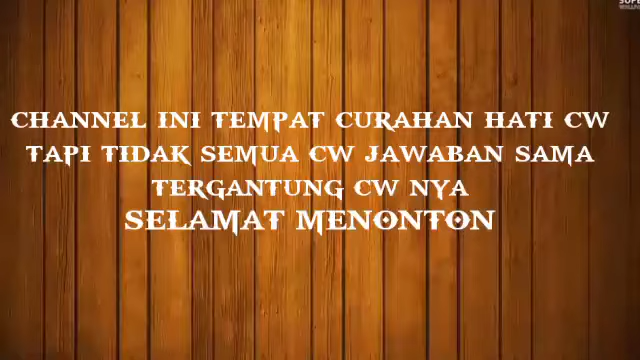 CHANNEL INI TEMPAT CURAHAN HATI CW
TAPI TIDAK SEMUA CW JAWABAN SAMA
TERGANTUNG CW NYA
SELAMAT MENONTON